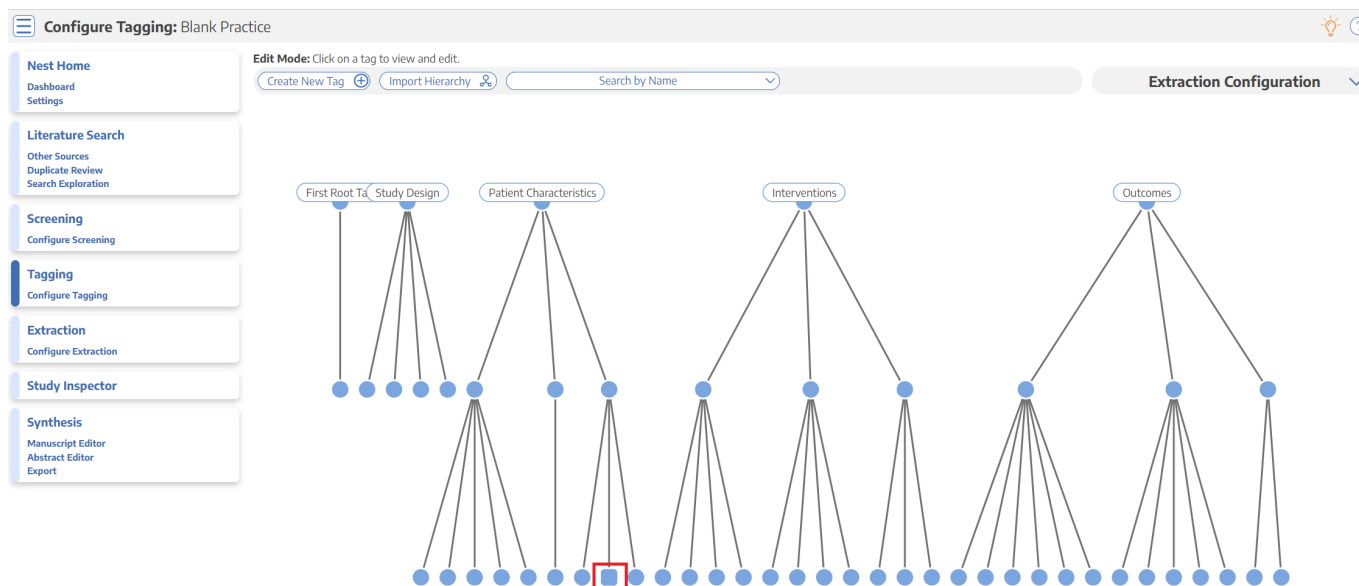 Configure Tagging: Blank Practice
Nest Home
Dashboard
Settings
Literature Search
Other Sources
Duplicate Review
Search Exploration
Screening
Configure Screening
Tagging
Configure Tagging
Extraction
Configure Extraction
Study Inspector
Synthesis
Manuscript Editor
Abstract Editor
Export
Edit Mode: Click on a tag to view and edit.
Create New Tag
Import Hierarchy
Search by Name
Extraction Configuration
First Root Ta
Study Design
Patient Characteristics
Interventions
Outcomes